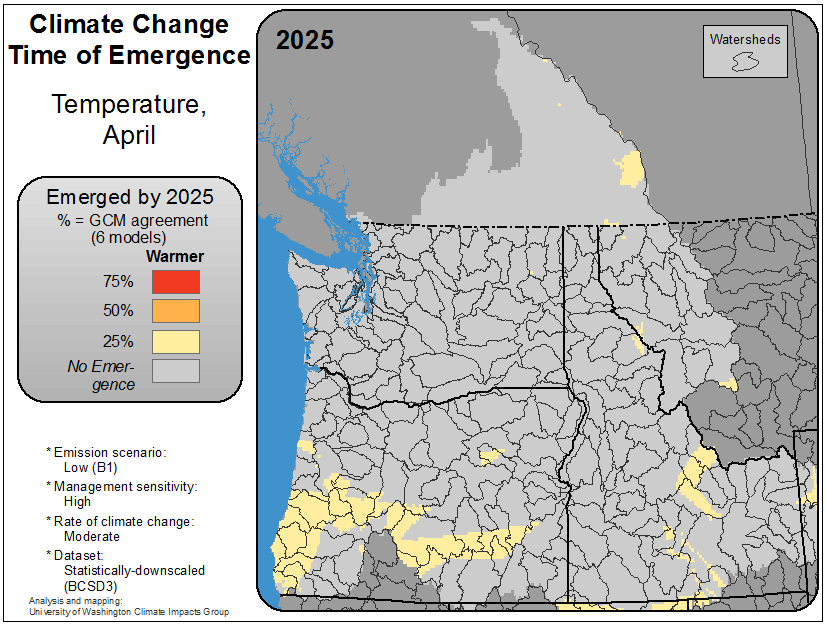 Climate Change
Time of Emergence
Temperature,
April
Emerged by 2025
% = GCM agreement
(6 models)
Warmer
75%
50%
25%
No Emer-
gence
* Emission scenario:
Low (B1)
* Management sensitivity:
High
* Rate of climate change:
Moderate
* Dataset:
Statistically-downscaled
(BCSD3)
Analysis and mapping:
University of Washington Climate Impacts Group
2025
Watersheds